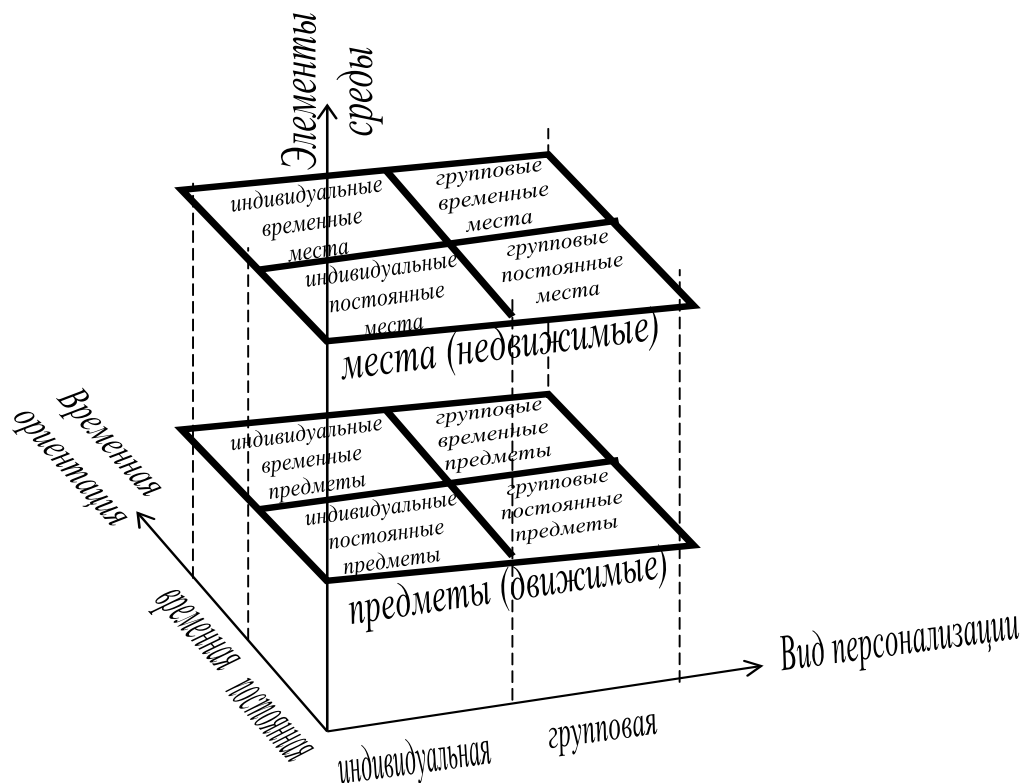 Элементы
среды
индивидуальные
временные
места
групповые
временные
места
индивидуальные
постоянные
места
групповые
постоянные
места
места (недвижимые)
Временная
ориентация
индивидуальные
временные
предметы
групповые
временные
предметы
индивидуальные
постоянные
предметы
групповые
постоянные
предметы
предметы (движимые)
временная
постоянная
Вид персонализации
индивидуальная
групповая